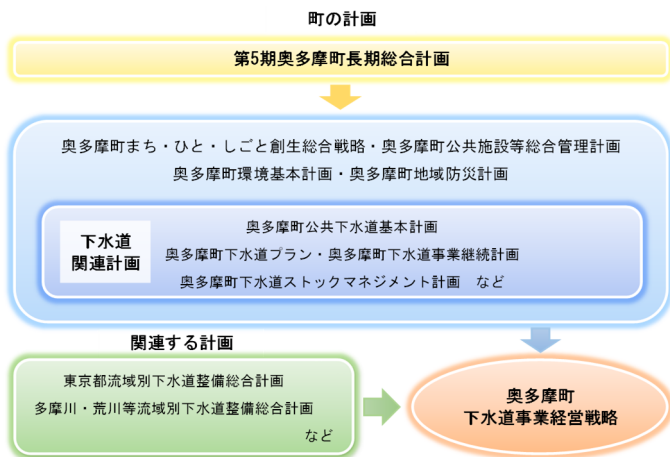 町の計画
第5期奥多摩町長期総合計画
奥多摩町まち・ひと・しごと創生総合戦略・奥多摩町公共施設等総合管理計画
奥多摩町環境基本計画・奥多摩町地域防災計画
下水道
関連計画
奥多摩町公共下水道基本計画
奥多摩町下水道プラン・奥多摩町下水道事業継続計画
奥多摩町下水道ストックマネジメント計画　など
関連する計画
東京都流域別下水道整備総合計画
多摩川・荒川等流域別下水道整備総合計画
など
奥多摩町
下水道事業経営戦略